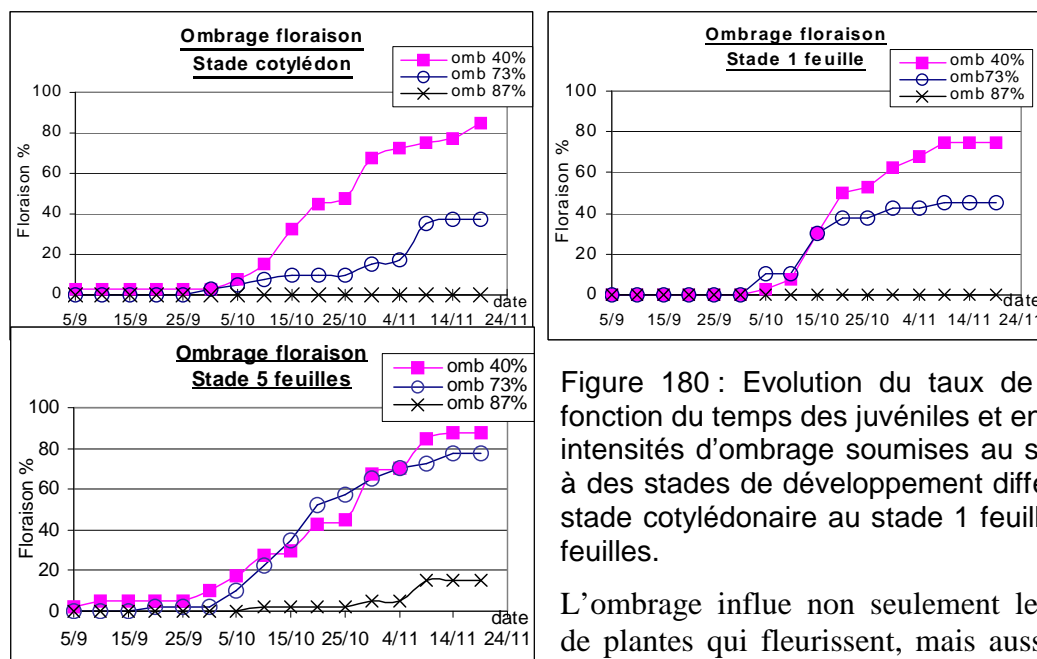 Ombrage floraison
Stade cotylédon
omb 40%
omb 73%
omb 87%
Floraison %
100
80
60
40
20
0
date
5/9 15/9 25/9 5/10 15/10 25/10 4/11 14/11 24/11
Ombrage floraison
Stade 1 feuille
omb 40%
omb73%
omb 87%
Floraison %
100
80
60
40
20
0
date
5/9 15/9 25/9 5/10 15/10 25/10 4/11 14/11 24/11
Ombrage floraison
Stade 5 feuilles
omb 40%
omb 73%
omb 87%
Floraison %
100
80
60
40
20
0
date
5/9 15/9 25/9 5/10 15/10 25/10 4/11 14/11 24/11
Figure 180 : Evolution du taux de
fonction du temps des juvéniles et en
intensités d'ombrage soumises au s
à des stades de développement diffé
stade cotylédonaire au stade 1 feuill
feuilles.
L'ombrage influe non seulement le
de plantes qui fleurissent, mais auss